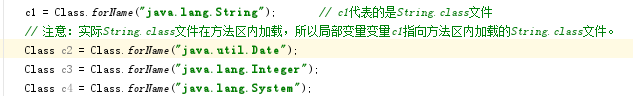 c1 = Class.forName("java.lang.String"); // c1代表的是String.class文件
// 注意：实际String.class文件在方法区内加载，所以局部变量变量c1指向方法区内加载的String.class文件。
Class c2 = Class.forName("java.util.Date");
Class c3 = Class.forName("java.lang.Integer");
Class c4 = Class.forName("java.lang.System");